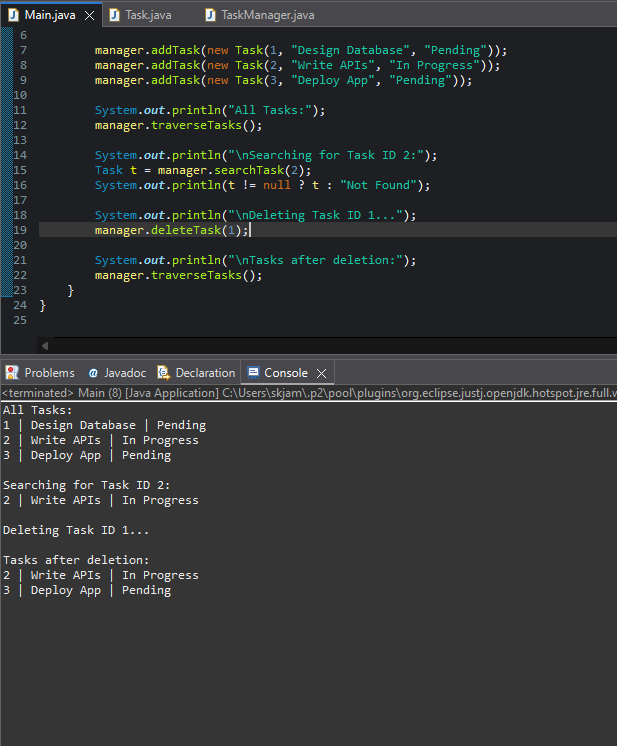 Main.java
Task.java
TaskManager.java
6
7 manager.addTask(new Task(1, "Design Database", "Pending"));
8 manager.addTask(new Task(2, "Write APIs", "In Progress"));
9 manager.addTask(new Task(3, "Deploy App", "Pending"));
10
11 System.out.println("All Tasks:");
12 manager.traverseTasks();
13
14 System.out.println("\nSearching for Task ID 2:");
15 Task t = manager.searchTask(2);
16 System.out.println(t != null ? t : "Not Found");
17
18 System.out.println("\nDeleting Task ID 1...");
19 manager.deleteTask(1);
20
21 System.out.println("\nTasks after deletion:");
22 manager.traverseTasks();
23 }
24 }
25
Problems @ Javadoc Declaration Console
<terminated> Main (8) [Java Application] C:\Users\skjam\.p2\pool\plugins\org.eclipse.justj.openjdk.hotspot.jre.full.v
All Tasks:
1 | Design Database | Pending
2 | Write APIs | In Progress
3 | Deploy App | Pending

Searching for Task ID 2:
2 | Write APIs | In Progress

Deleting Task ID 1...

Tasks after deletion:
2 | Write APIs | In Progress
3 | Deploy App | Pending